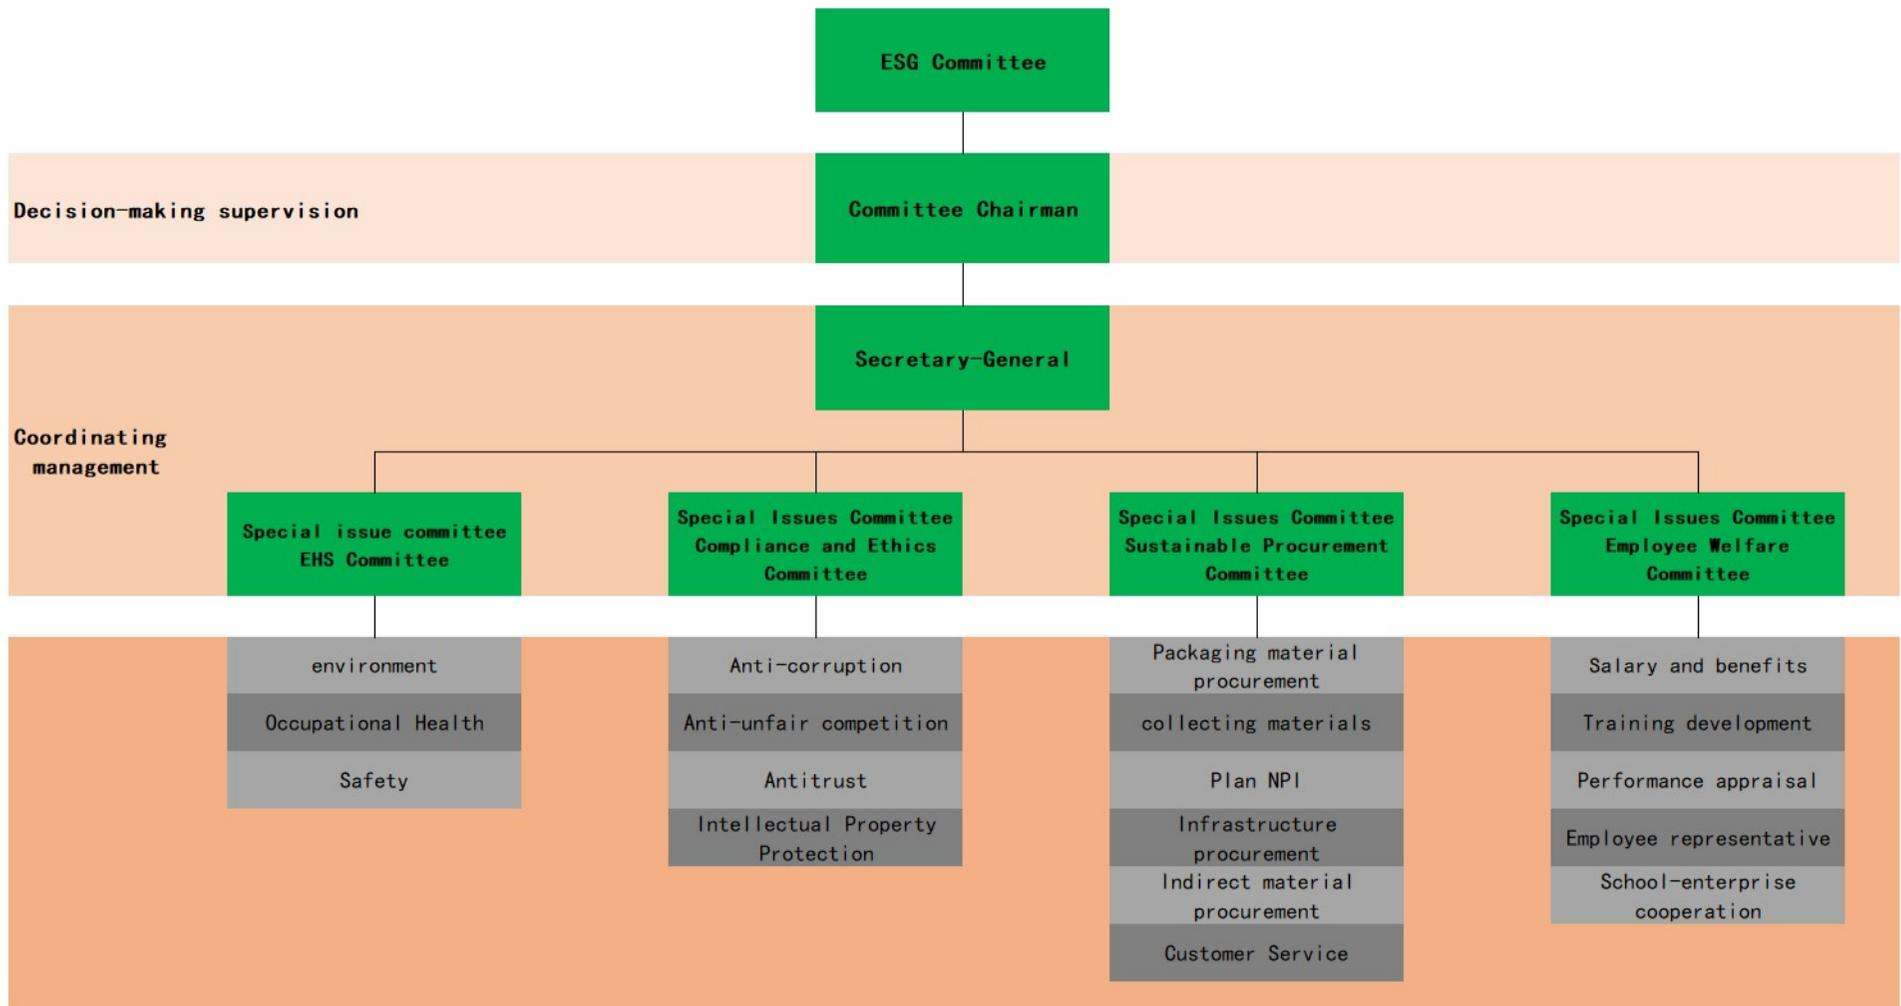 ESG Committee
Decision-making supervision
Committee Chairman
Secretary-General
Coordinating
management
Special issue committee
EHS Committee
Special Issues Committee
Compliance and Ethics
Committee
Special Issues Committee
Sustainable Procurement
Committee
Special Issues Committee
Employee Welfare
Committee
environment
Occupational Health
Safety
Anti-corruption
Anti-unfair competition
Antitrust
Intellectual Property
Protection
Packaging material
procurement
collecting materials
Plan NPI
Infrastructure
procurement
Indirect material
procurement
Customer Service
Salary and benefits
Training development
Performance appraisal
Employee representative
School-enterprise
cooperation